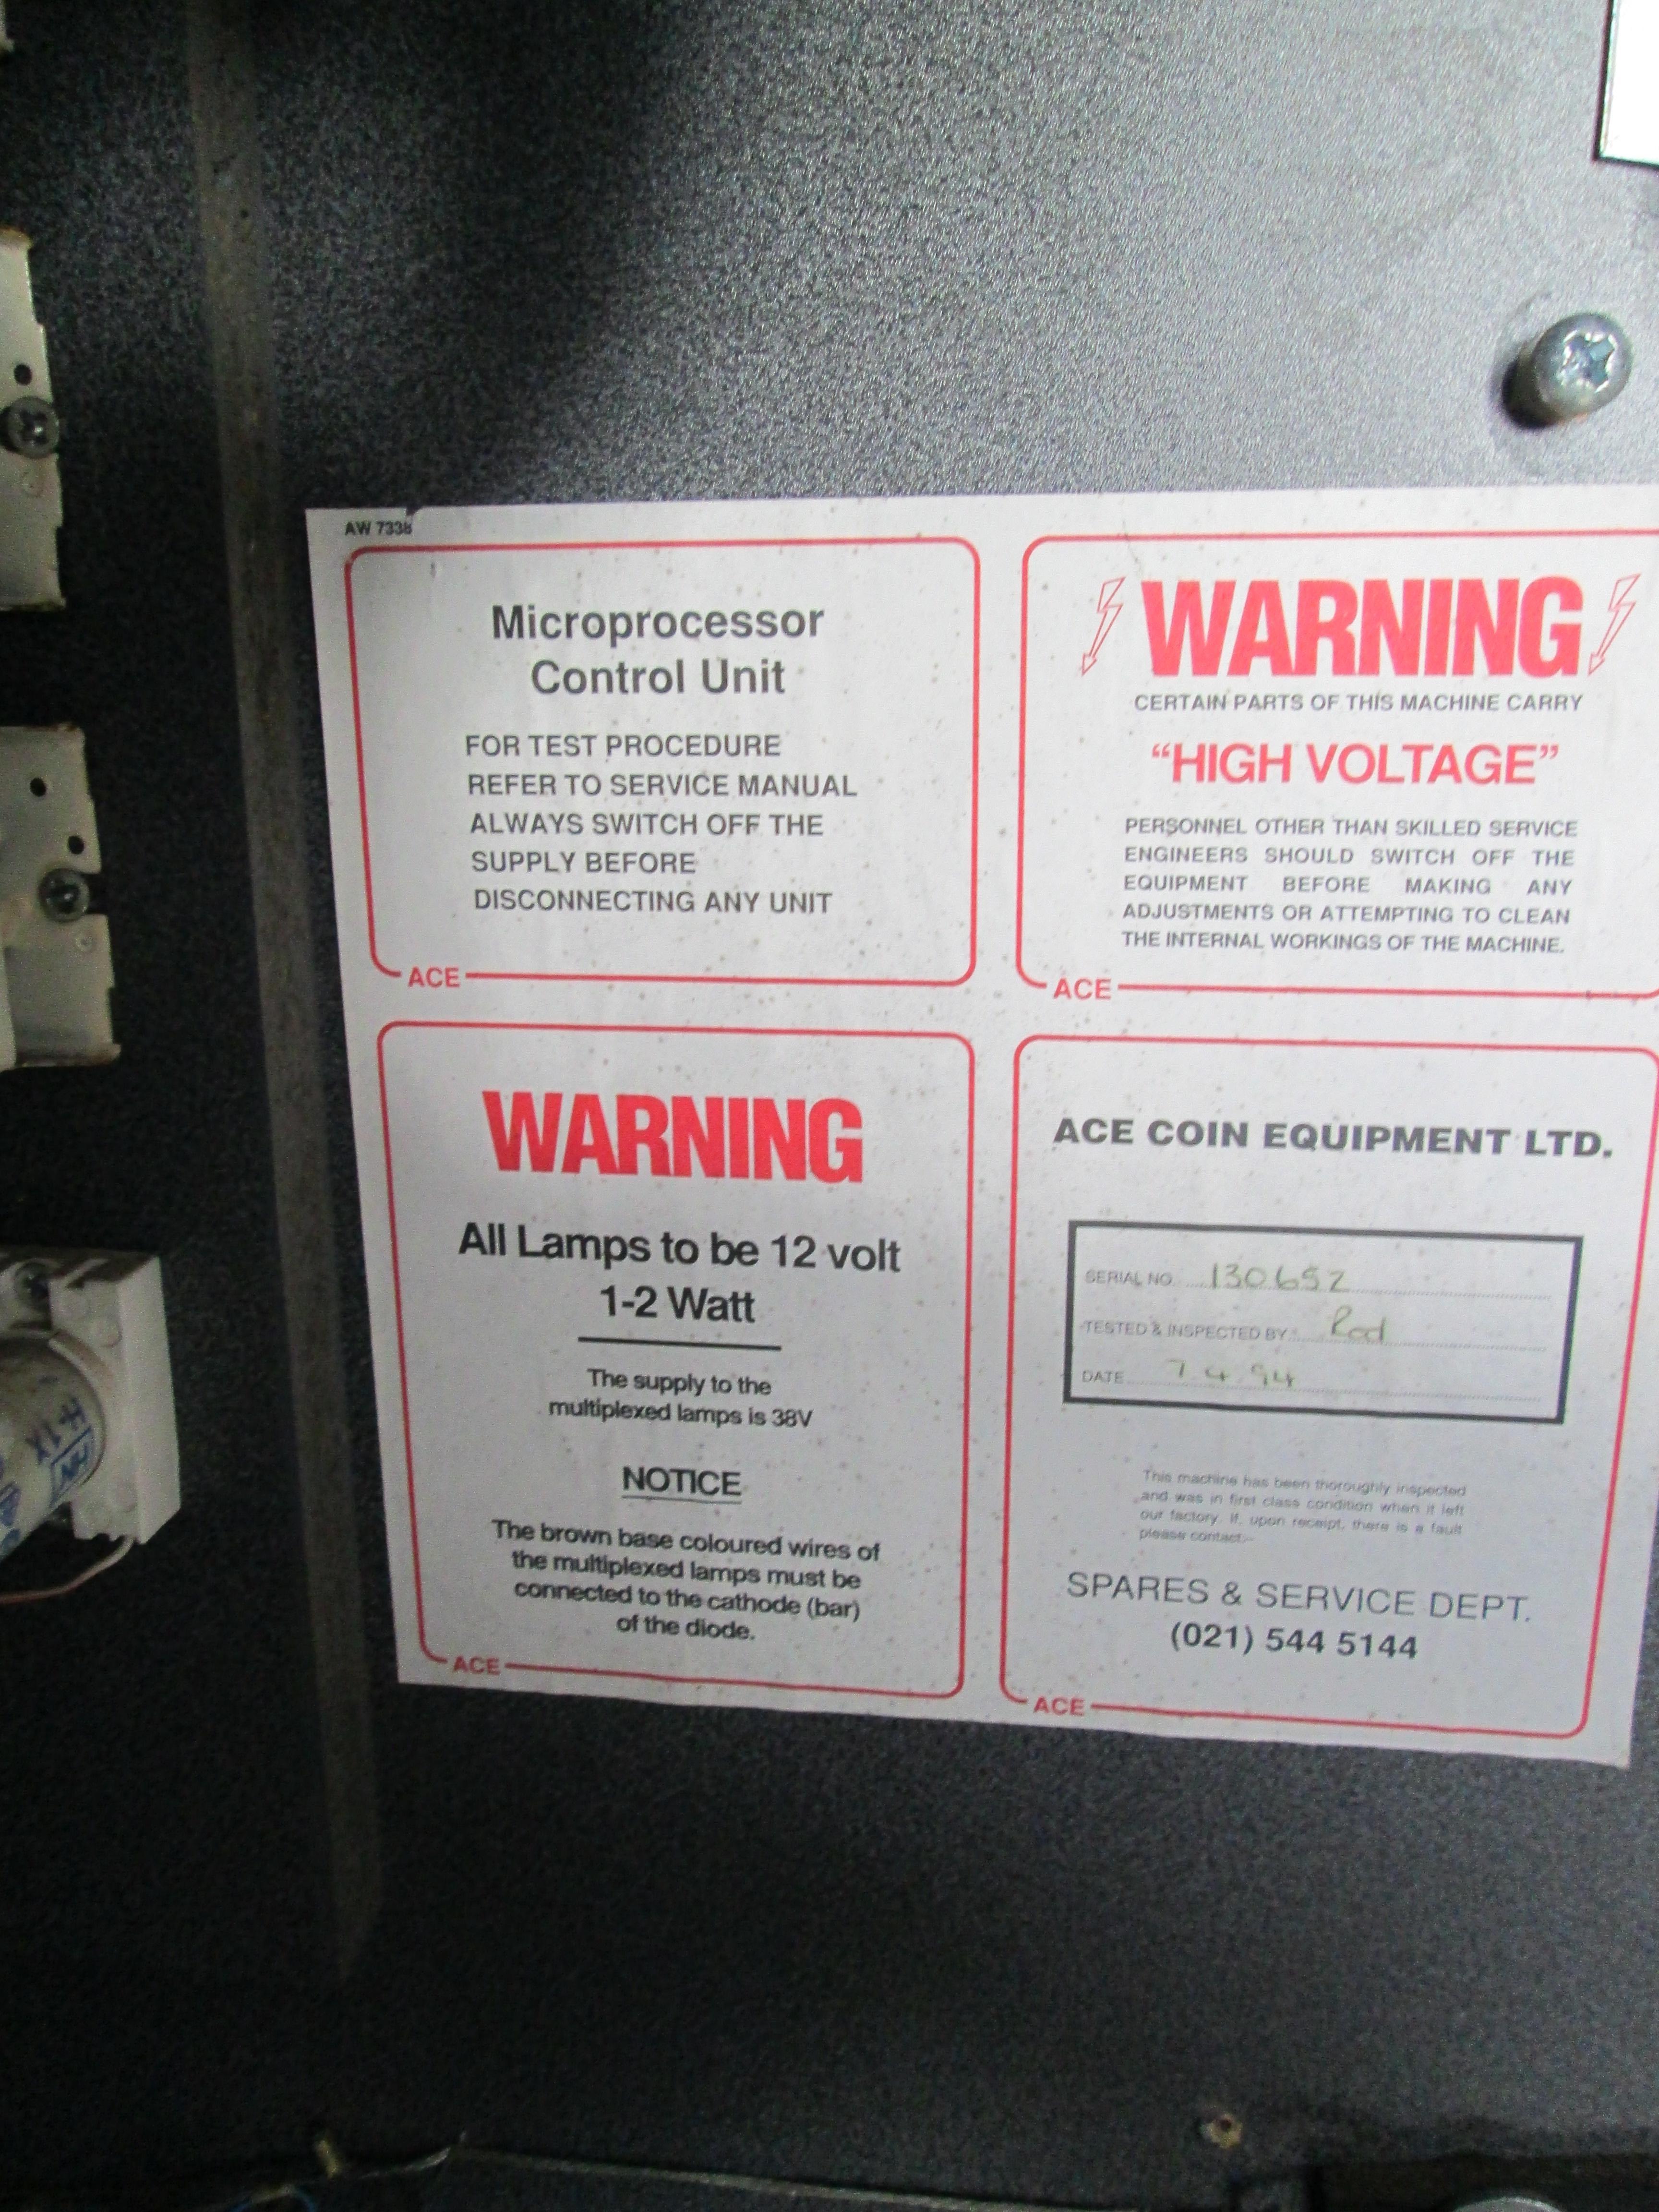 AW 7338
Microprocessor
Control Unit
FOR TEST PROCEDURE
REFER TO SERVICE MANUAL
ALWAYS SWITCH OFF THE
SUPPLY BEFORE
DISCONNECTING ANY UNIT
ACE
WARNING
CERTAIN PARTS OF THIS MACHINE CARRY
“HIGH VOLTAGE”
PERSONNEL OTHER THAN SKILLED SERVICE
ENGINEERS SHOULD SWITCH OFF THE
EQUIPMENT BEFORE MAKING ANY
ADJUSTMENTS OR ATTEMPTING TO CLEAN
THE INTERNAL WORKINGS OF THE MACHINE.
ACE
WARNING
All Lamps to be 12 volt
1-2 Watt
The supply to the
multiplexed lamps is 38V
NOTICE
The brown base coloured wires of
the multiplexed lamps must be
connected to the cathode (bar)
of the diode.
ACE
ACE COIN EQUIPMENT LTD.
SERIAL NO. 130652
TESTED & INSPECTED BY: Rod
DATE 7 4 94
This machine has been thoroughly inspected
and was in first class condition when it left
our factory. If, upon receipt, there is a fault
please contact:-
SPARES & SERVICE DEPT.
(021) 544 5144
ACE